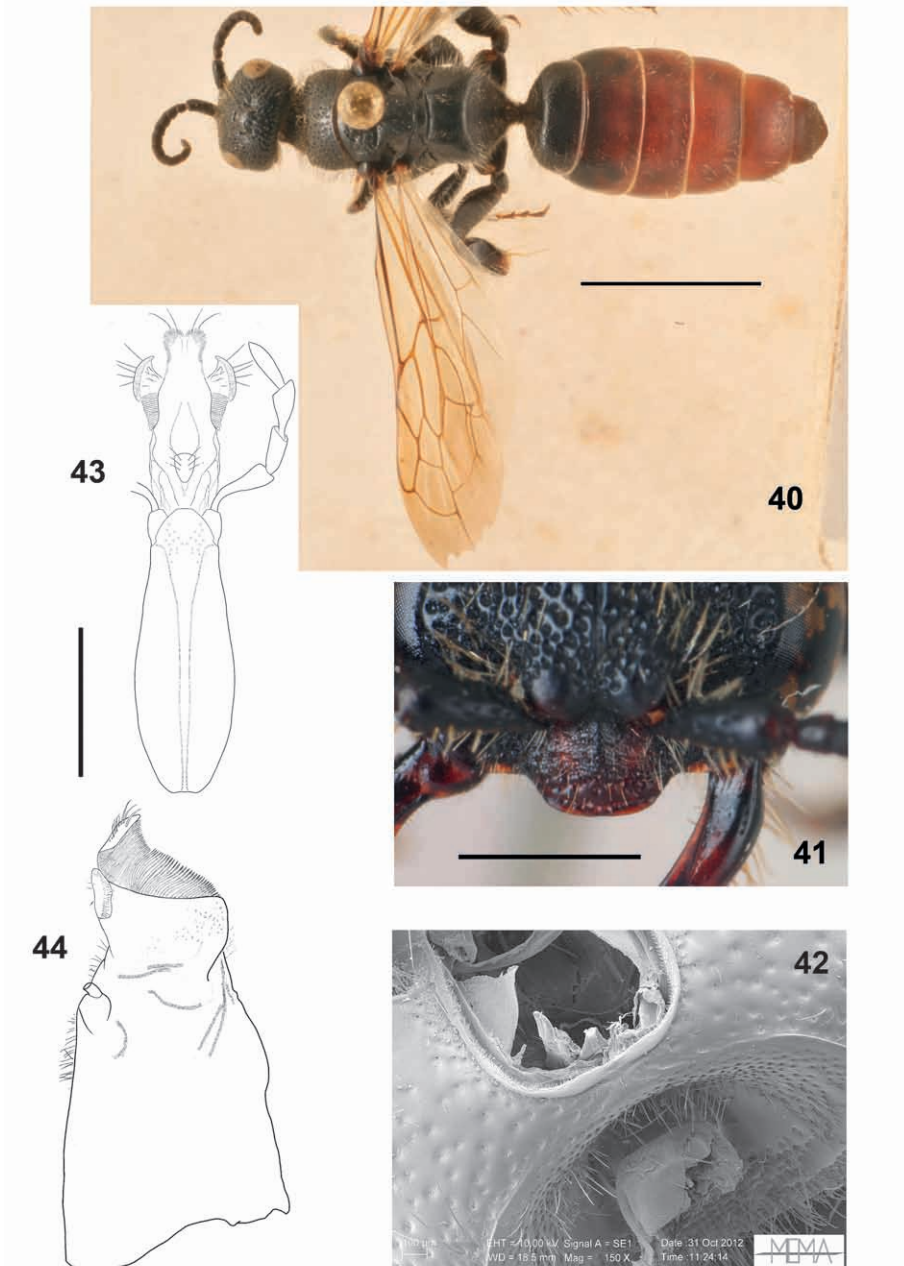 40
43
41
44
42
EHT = 10.00 kV Signal A = SE1 Date :31 Oct 2012
WD = 18.5 mm Mag = 150 X Time :11:24:14
MEMA